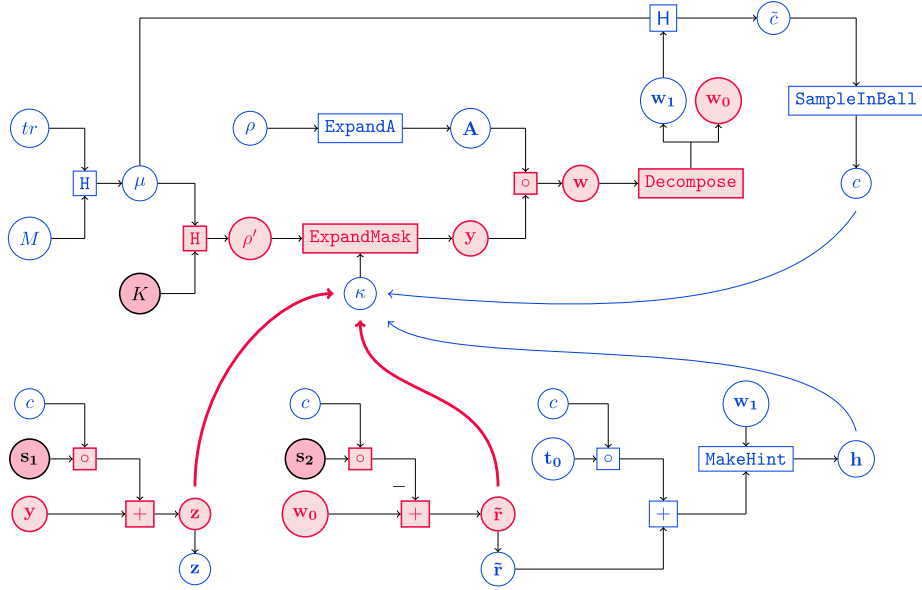 H
c̃
w₁
w₀
SampleInBall
tr
ρ
ExpandA
A
H
μ
∘
w
Decompose
c
M
H
ρ′
ExpandMask
y
K
κ
c
c
c
w₁
s₁
∘
s₂
∘
t₀
∘
MakeHint
h
−
y
+
z
w₀
+
r̃
+
z
r̃